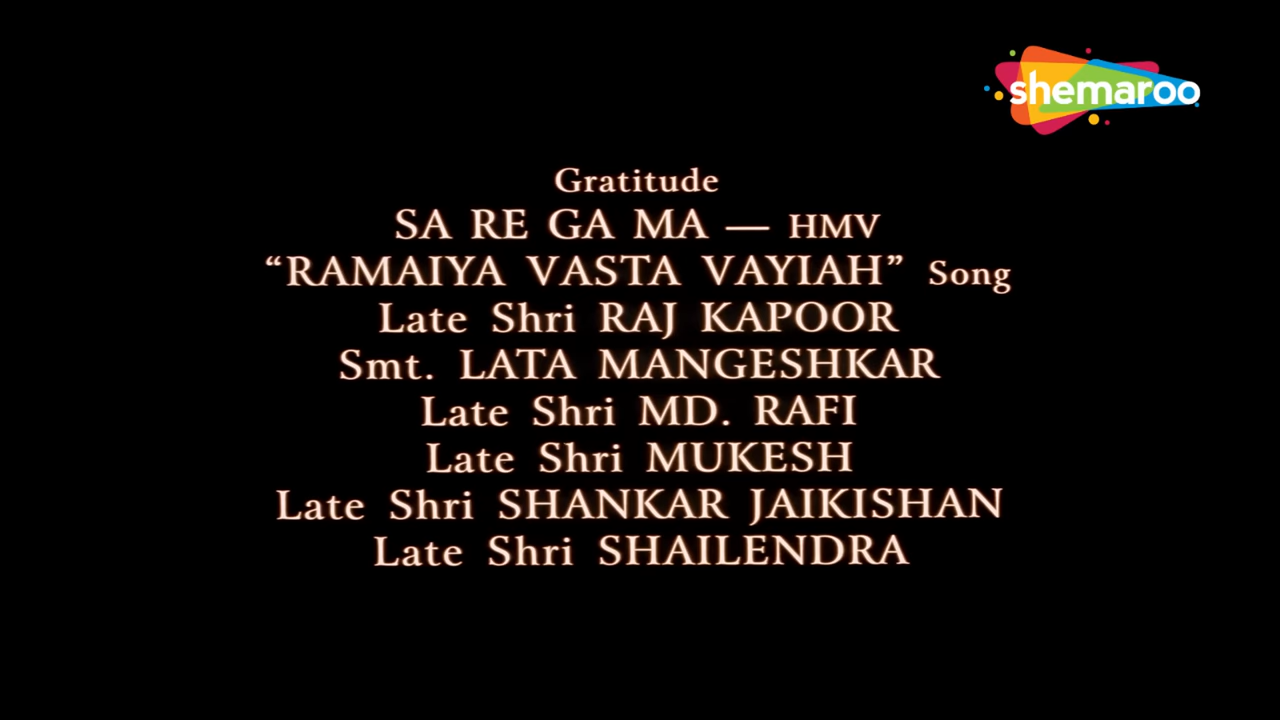 shemaroo
Gratitude
SA RE GA MA — HMV
“RAMAIYA VASTA VAYIAH” Song
Late Shri RAJ KAPOOR
Smt. LATA MANGESHKAR
Late Shri MD. RAFI
Late Shri MUKESH
Late Shri SHANKAR JAIKISHAN
Late Shri SHAILENDRA